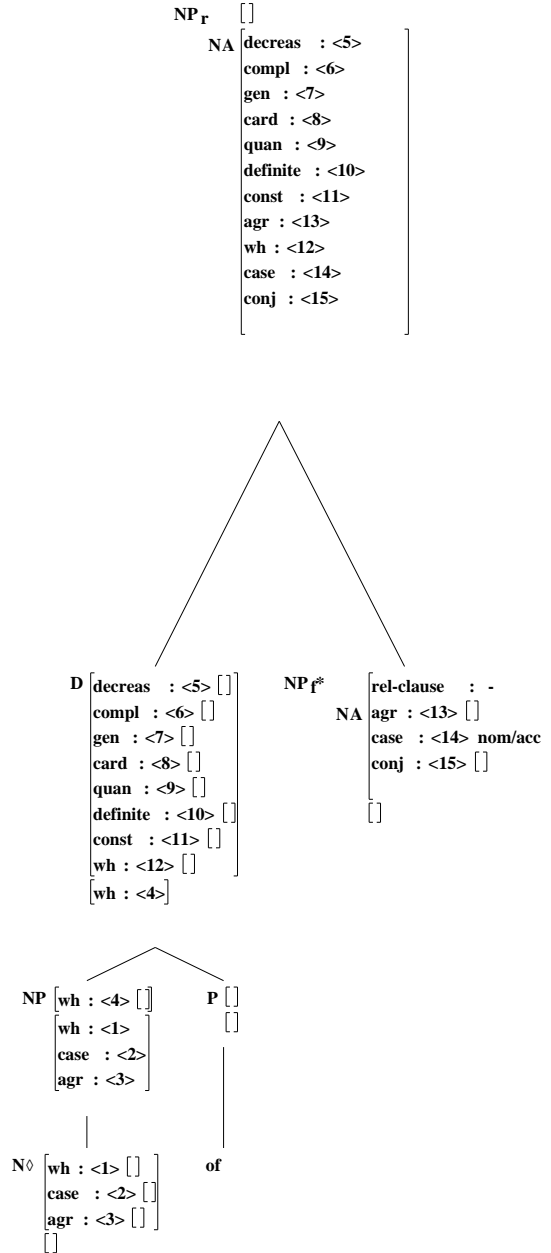 NP r []
NA [decreas : <5>
compl : <6>
gen : <7>
card : <8>
quan : <9>
definite : <10>
const : <11>
agr : <13>
wh : <12>
case : <14>
conj : <15>]
D [decreas : <5> []
compl : <6> []
gen : <7> []
card : <8> []
quan : <9> []
definite : <10> []
const : <11> []
wh : <12> []]
[wh : <4>]
NP f* [rel-clause : -
NA agr : <13> []
case : <14> nom/acc
conj : <15> []]
[]
NP [wh : <4> []]
[wh : <1>
case : <2>
agr : <3>]
P []
[]
N◊ [wh : <1> []
case : <2> []
agr : <3> []]
[]
of